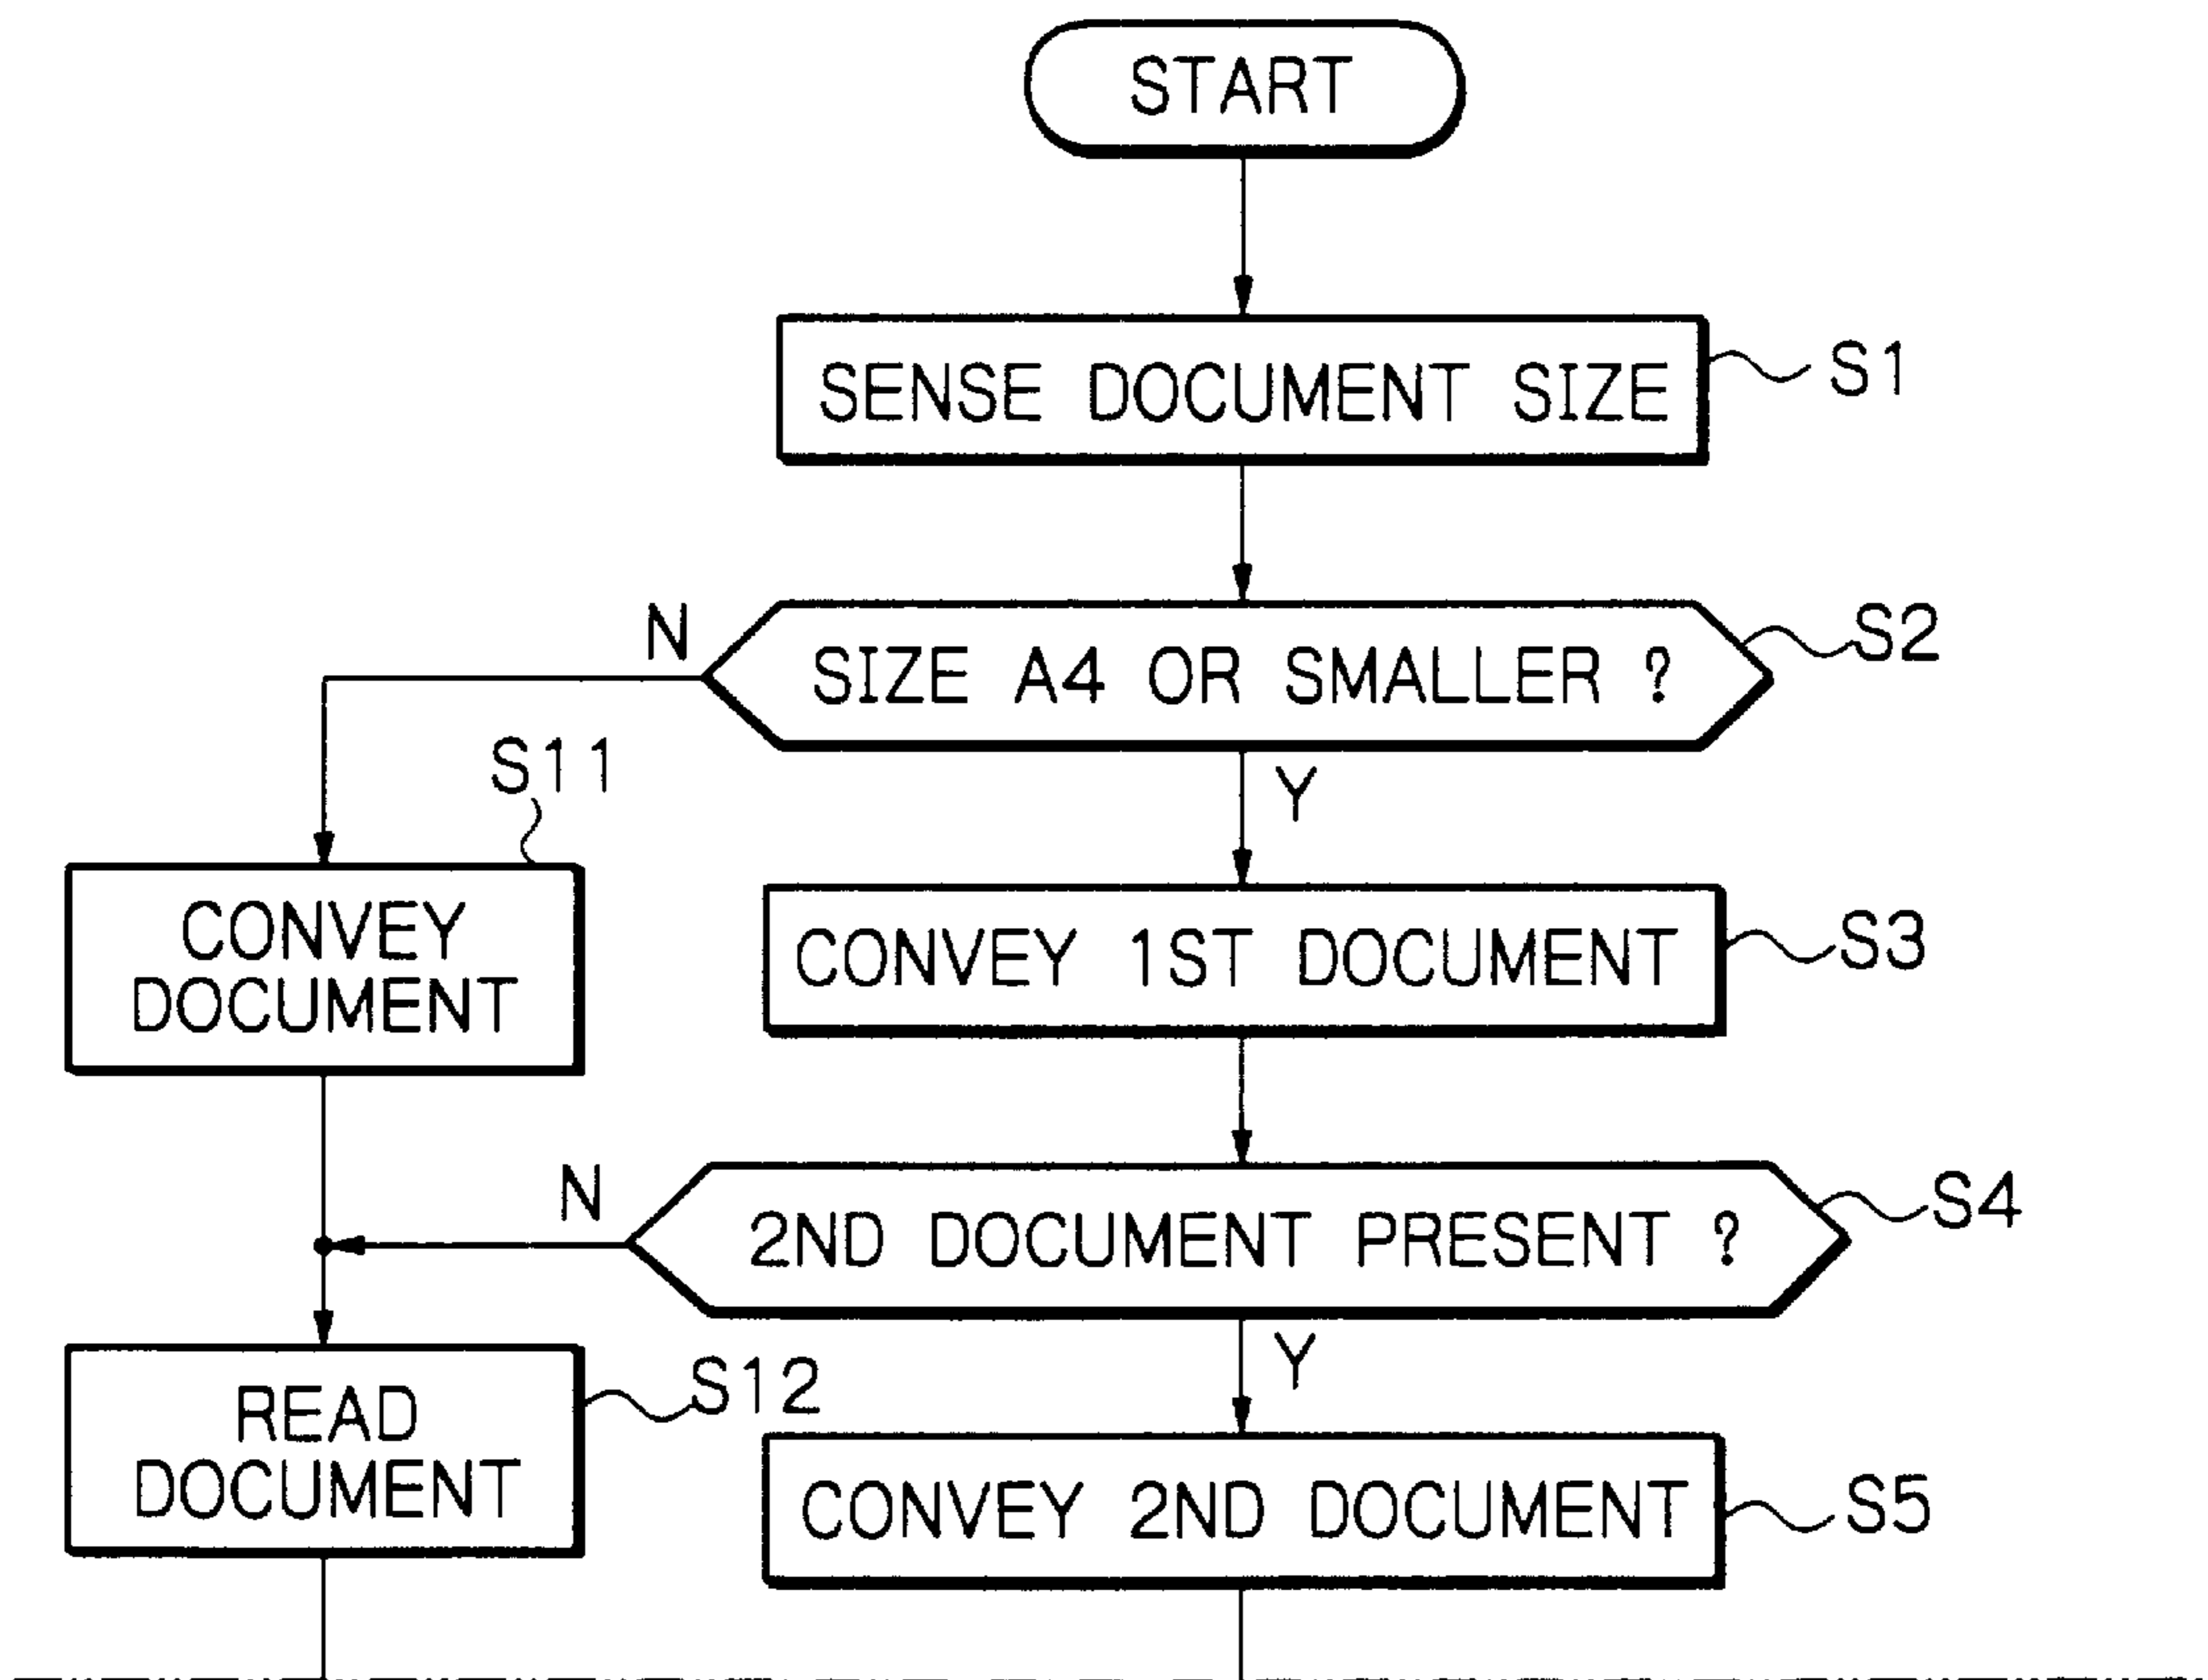 START
SENSE DOCUMENT SIZE
S1
N
SIZE A4 OR SMALLER ?
S2
Y
S11
CONVEY
DOCUMENT
CONVEY 1ST DOCUMENT
S3
N
2ND DOCUMENT PRESENT ?
S4
Y
READ
DOCUMENT
S12
CONVEY 2ND DOCUMENT
S5